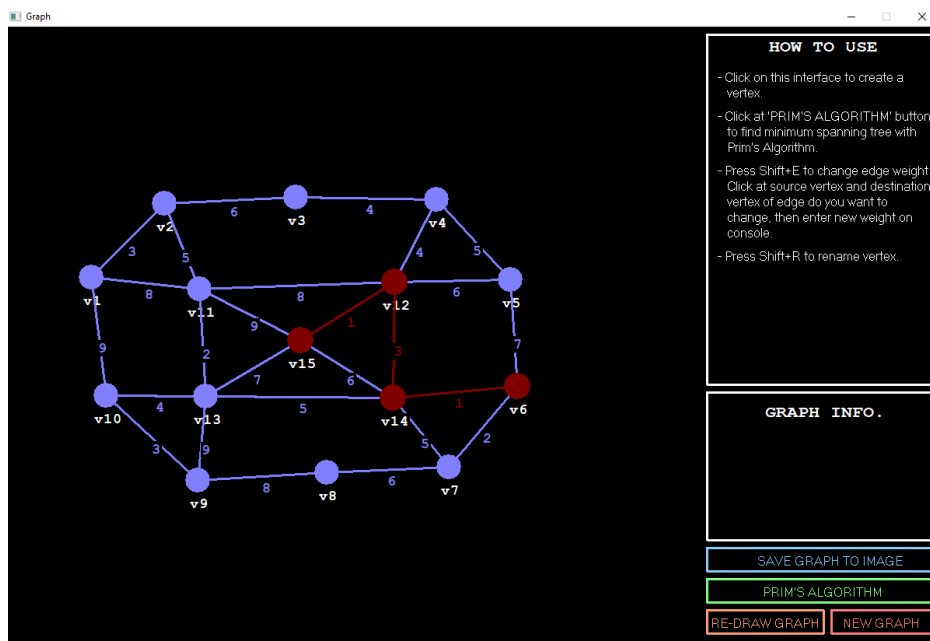 Graph
HOW TO USE
- Click on this interface to create a
vertex.
- Click at 'PRIM'S ALGORITHM' button
to find minimum spanning tree with
Prim's Algorithm.
- Press Shift+E to change edge weight
Click at source vertex and destination
vertex of edge do you want to
change, then enter new weight on
console.
- Press Shift+R to rename vertex.
6
4
v3
v2
v4
3
5
4
5
8
8
6
v1
v11
v12
v5
9
1
9
2
3
7
v15
7
6
4
5
1
v10
v13
v14
v6
3
9
5
2
8
6
v9
v8
v7
GRAPH INFO.
SAVE GRAPH TO IMAGE
PRIM'S ALGORITHM
RE-DRAW GRAPH
NEW GRAPH